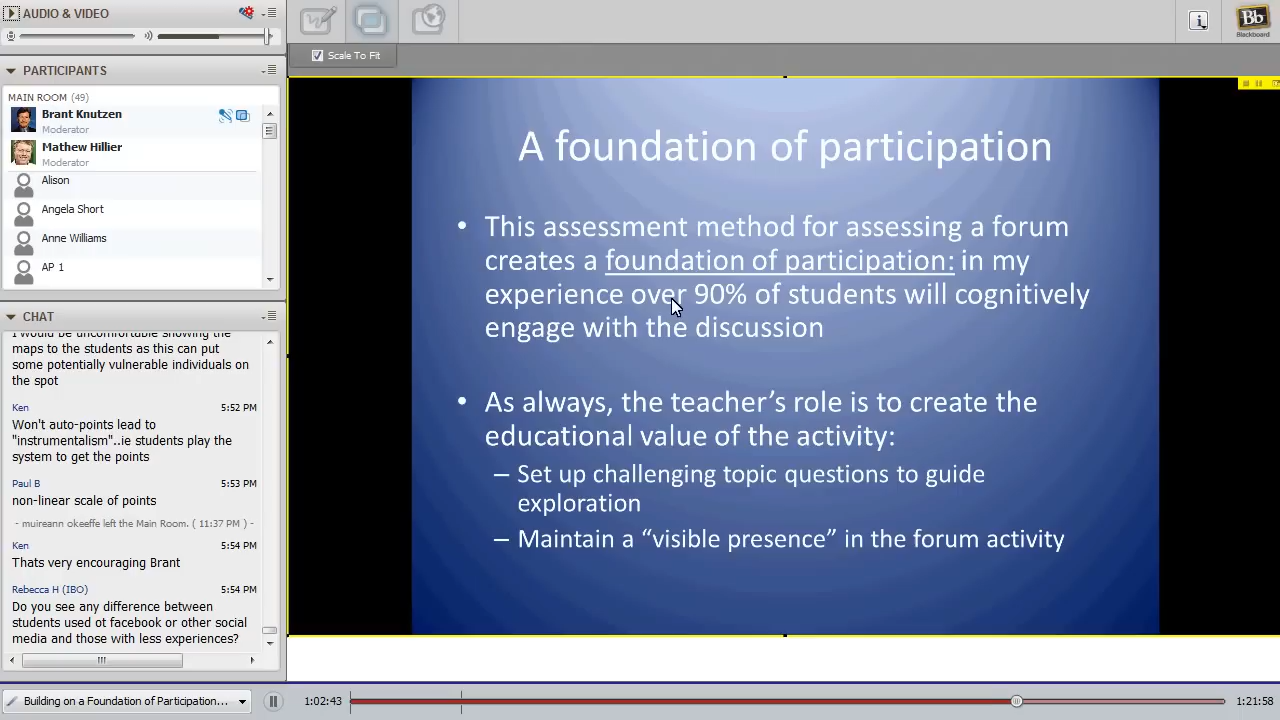 AUDIO & VIDEO
Scale To Fit
Blackboard
PARTICIPANTS
MAIN ROOM (49)
Brant Knutzen
Moderator
Mathew Hillier
Moderator
Alison
Angela Short
Anne Williams
AP 1
CHAT
I would be uncomfortable showing the
maps to the students as this can put
some potentially vulnerable individuals on
the spot
Ken 5:52 PM
Won't auto-points lead to
"instrumentalism"..ie students play the
system to get the points
Paul B 5:53 PM
non-linear scale of points
- muireann okeeffe left the Main Room. ( 11:37 PM ) -
Ken 5:54 PM
Thats very encouraging Brant
Rebecca H (IBO) 5:54 PM
Do you see any difference between
students used ot facebook or other social
media and those with less experiences?
A foundation of participation
• This assessment method for assessing a forum
creates a foundation of participation: in my
experience over 90% of students will cognitively
engage with the discussion
• As always, the teacher’s role is to create the
educational value of the activity:
– Set up challenging topic questions to guide
exploration
– Maintain a “visible presence” in the forum activity
Building on a Foundation of Participation...
1:02:43
1:21:58